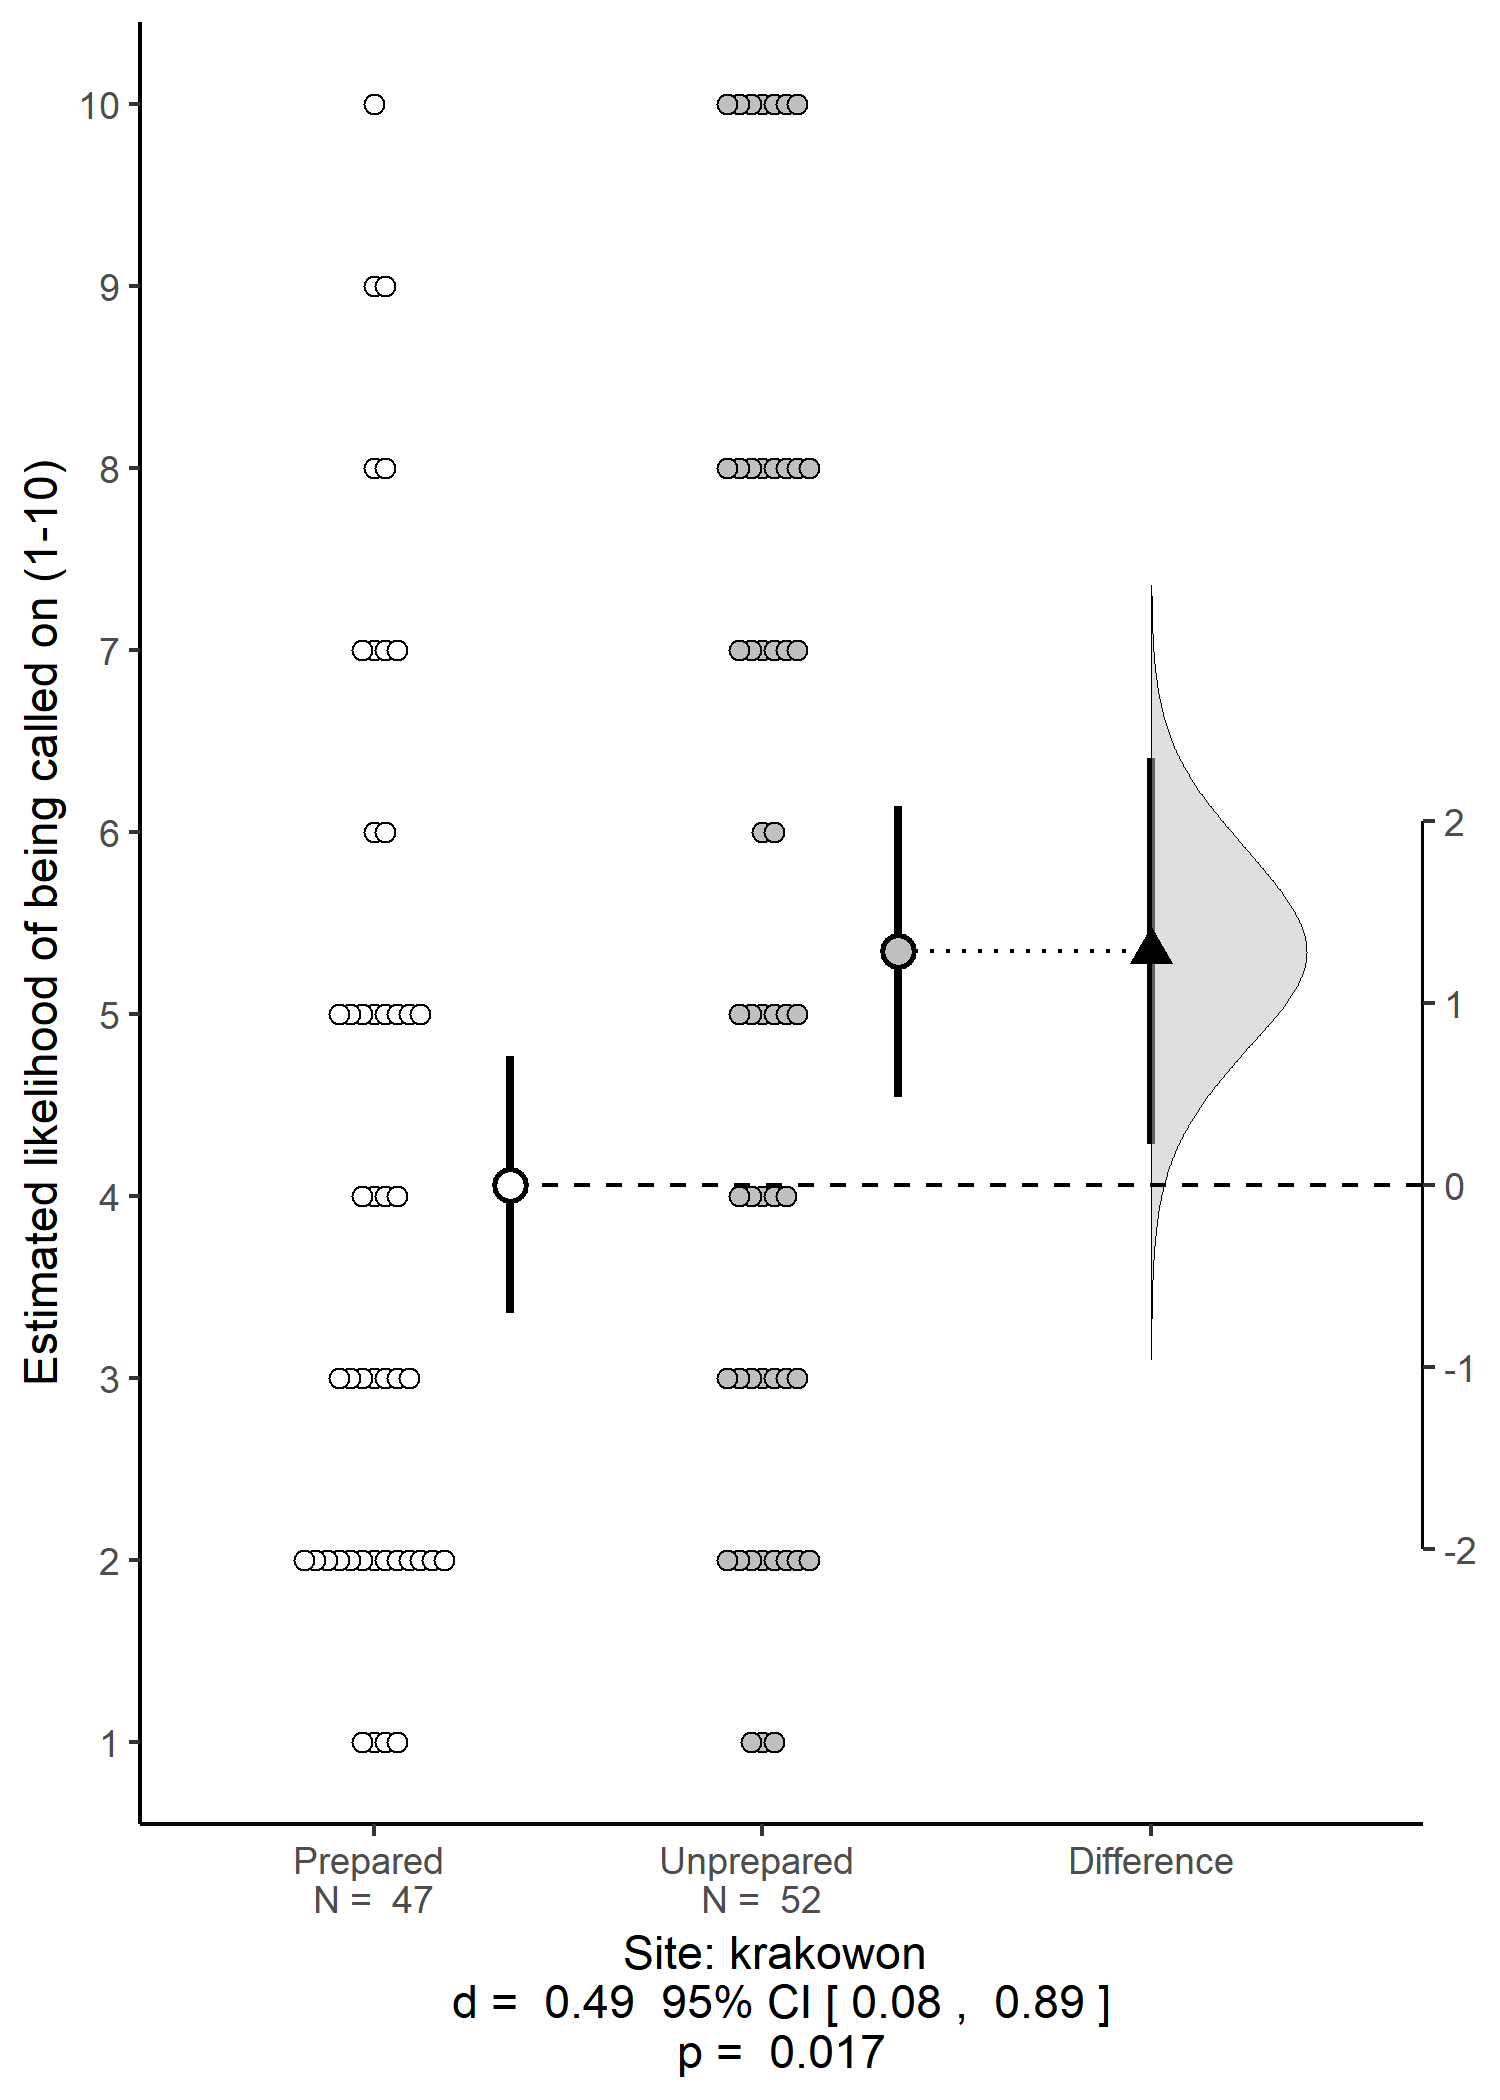 Estimated likelihood of being called on (1-10)
10
9
8
7
6
5
4
3
2
1
2
1
0
-1
-2
Prepared
N = 47
Unprepared
N = 52
Difference
Site: krakowon
d = 0.49 95% CI [ 0.08 , 0.89 ]
p = 0.017